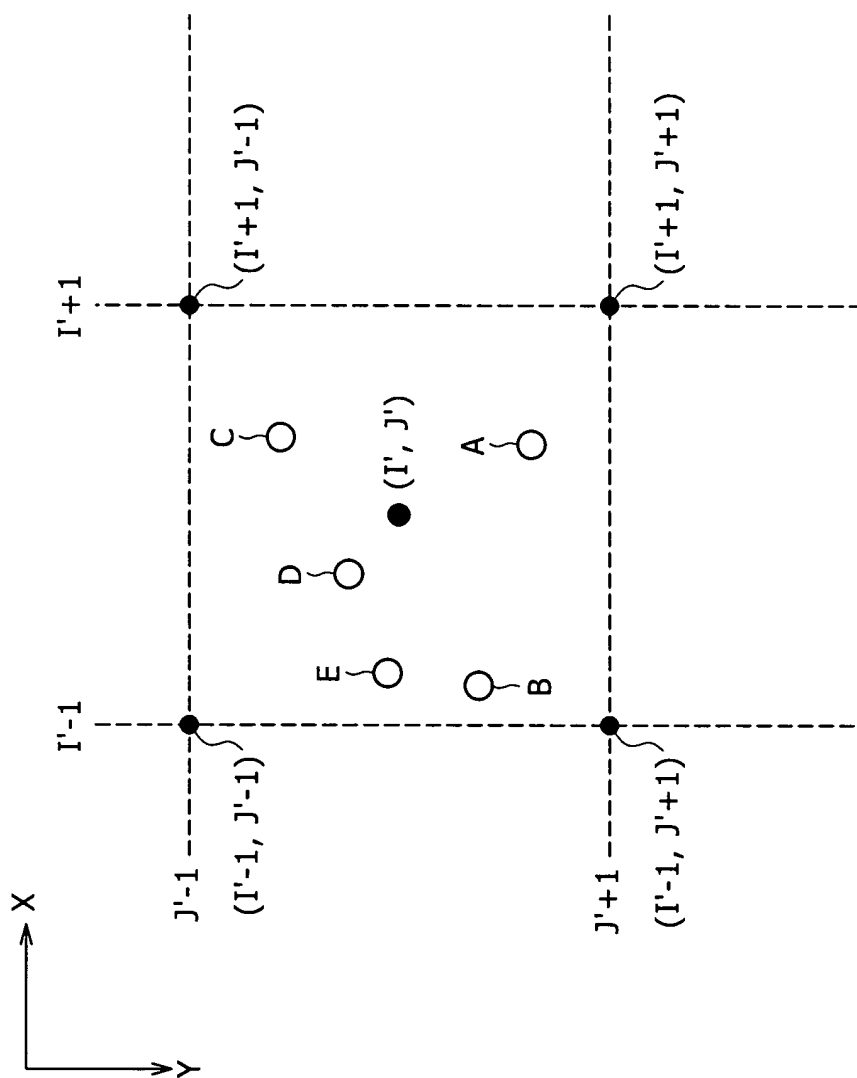 X
I'-1
I'+1
Y
J'-1
C
(I'-1, J'-1)
(I'+1, J'-1)
D
E
(I', J')
A
B
J'+1
(I'-1, J'+1)
(I'+1, J'+1)